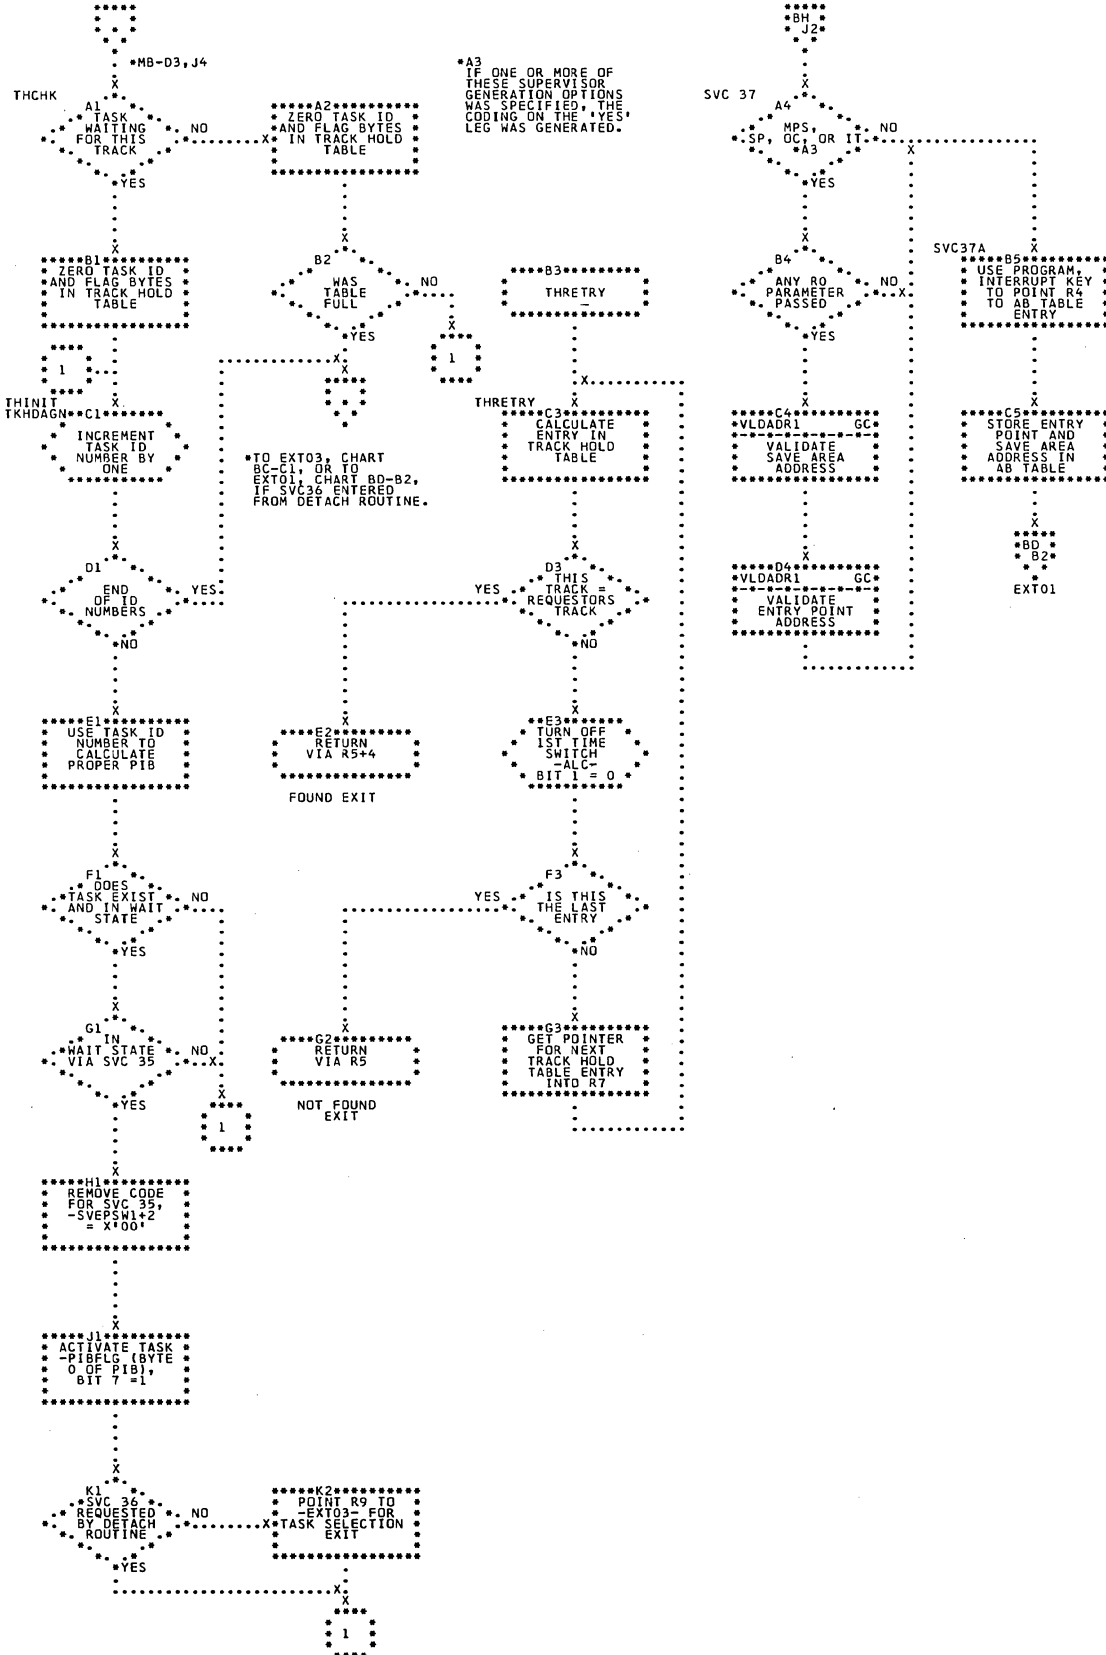 *MB-D3,J4
THCHK
A1
TASK
WAITING
FOR THIS
TRACK
NO
YES
A2
ZERO TASK ID
AND FLAG BYTES
IN TRACK HOLD
TABLE
B1
ZERO TASK ID
AND FLAG BYTES
IN TRACK HOLD
TABLE
B2
WAS
TABLE
FULL
NO
YES
1
1
THINIT
TKHDAGN
C1
INCREMENT
TASK ID
NUMBER BY
ONE
*TO EXT03, CHART
BC-C1, OR TO
EXT01, CHART BD-B2,
IF SVC36 ENTERED
FROM DETACH ROUTINE.
D1
END
OF ID
NUMBERS
YES
NO
E1
USE TASK ID
NUMBER TO
CALCULATE
PROPER PIB
E2
RETURN
VIA R5+4
FOUND EXIT
F1
DOES
TASK EXIST
AND IN WAIT
STATE
NO
YES
G1
IN
WAIT STATE
VIA SVC 35
NO
YES
1
G2
RETURN
VIA R5
NOT FOUND
EXIT
H1
REMOVE CODE
FOR SVC 35,
-SVEPSW1+2
= X'00'
J1
ACTIVATE TASK
-PIBFLG (BYTE
0 OF PIB),
BIT 7 =1
K1
SVC 36
REQUESTED
BY DETACH
ROUTINE
NO
YES
K2
POINT R9 TO
-EXT03- FOR
TASK SELECTION
EXIT
1
*A3
IF ONE OR MORE OF
THESE SUPERVISOR
GENERATION OPTIONS
WAS SPECIFIED, THE
CODING ON THE 'YES'
LEG WAS GENERATED.
B3
THRETRY
THRETRY
C3
CALCULATE
ENTRY IN
TRACK HOLD
TABLE
D3
THIS
TRACK =
REQUESTORS
TRACK
YES
NO
E3
TURN OFF
1ST TIME
SWITCH
-ALC-
BIT 1 = 0
F3
IS THIS
THE LAST
ENTRY
YES
NO
G3
GET POINTER
FOR NEXT
TRACK HOLD
TABLE ENTRY
INTO R7
BH
J2
SVC 37
A4
MPS,
SP, OC, OR IT
*A3
NO
YES
B4
ANY R0
PARAMETER
PASSED
NO
YES
C4
VLDADR1 GC
VALIDATE
SAVE AREA
ADDRESS
D4
VLDADR1 GC
VALIDATE
ENTRY POINT
ADDRESS
SVC37A
B5
USE PROGRAM,
INTERRUPT KEY
TO POINT R4
TO AB TABLE
ENTRY
C5
STORE ENTRY
POINT AND
SAVE AREA
ADDRESS IN
AB TABLE
BD
B2
EXT01